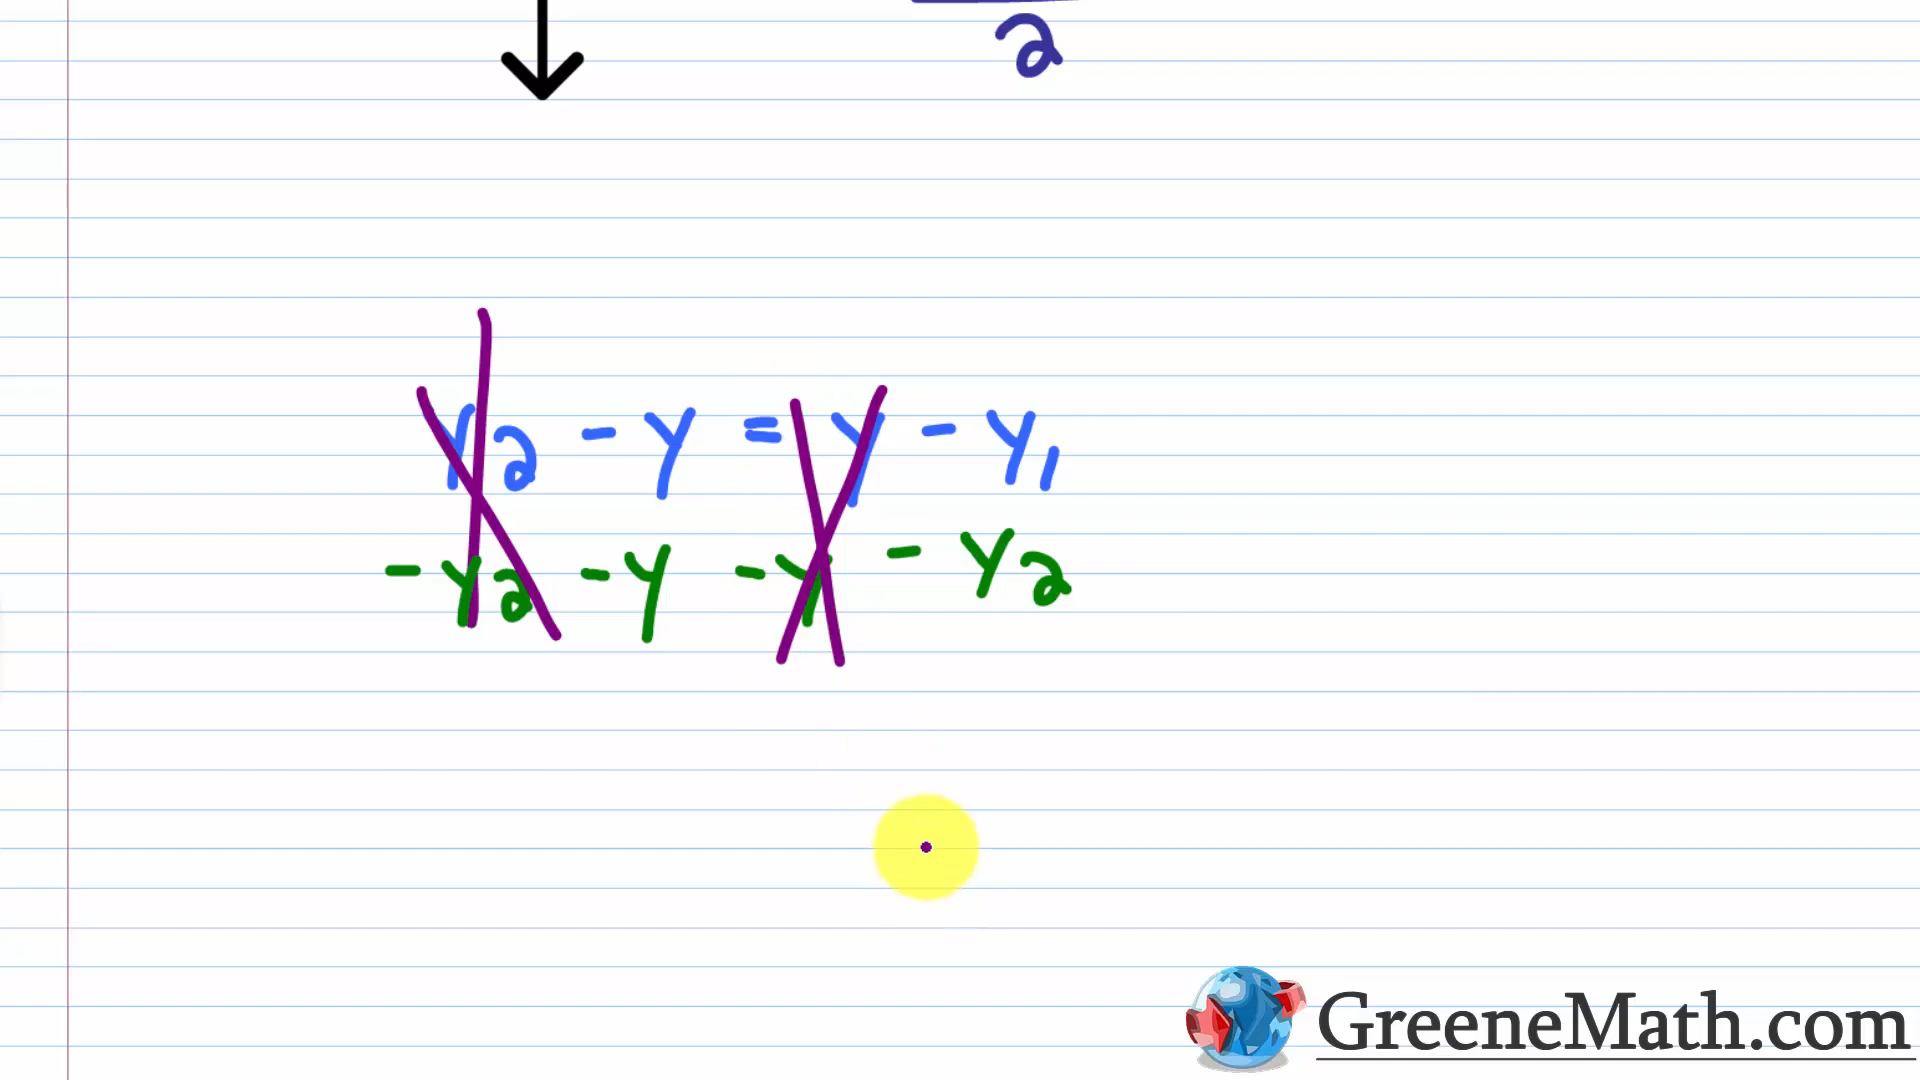 2
y2 - y = y - y1
- y2 - y - y - y2
GreeneMath.com